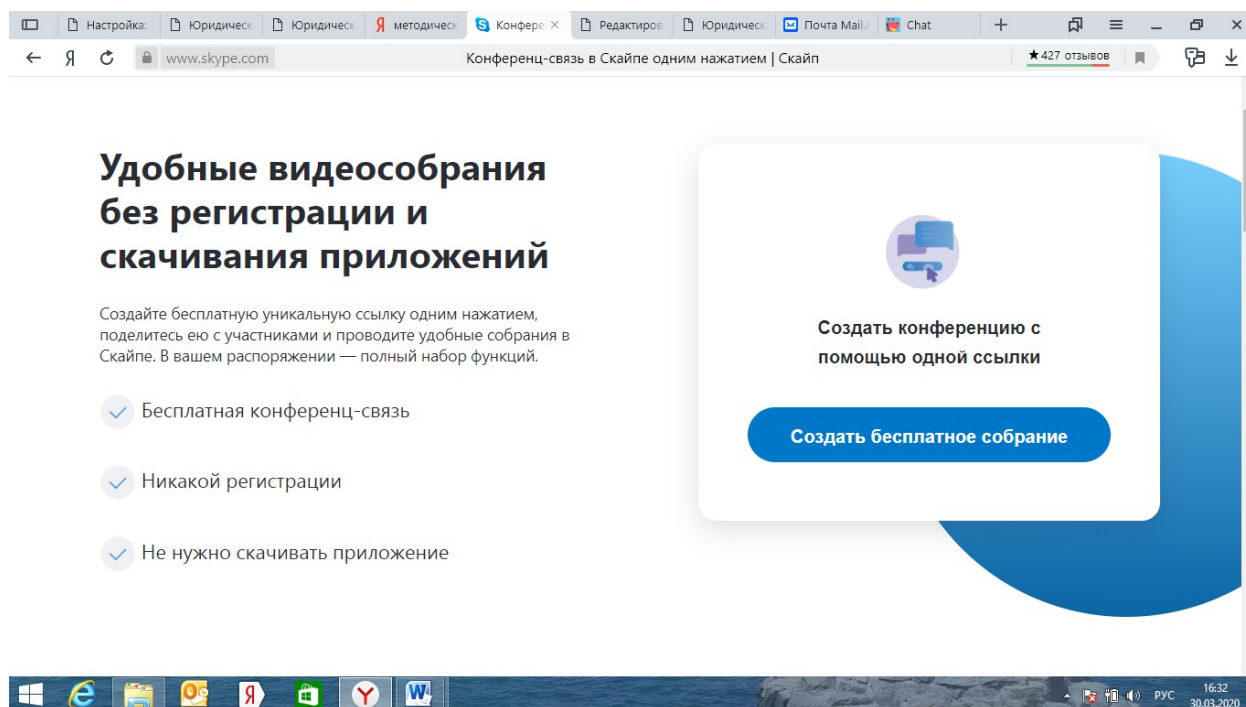 Настройка:
Юридическ
Юридическ
Я методическ
Конфере
Редактиров
Юридическ
Почта Mail.r
Chat
Я
www.skype.com
Конференц-связь в Скайпе одним нажатием | Скайп
★427 отзывов
Удобные видеособрания
без регистрации и
скачивания приложений
Создайте бесплатную уникальную ссылку одним нажатием,
поделитесь ею с участниками и проводите удобные собрания в
Скайпе. В вашем распоряжении — полный набор функций.
Бесплатная конференц-связь
Никакой регистрации
Не нужно скачивать приложение
Создать конференцию с
помощью одной ссылки
Создать бесплатное собрание
РУС
16:32
30.03.2020